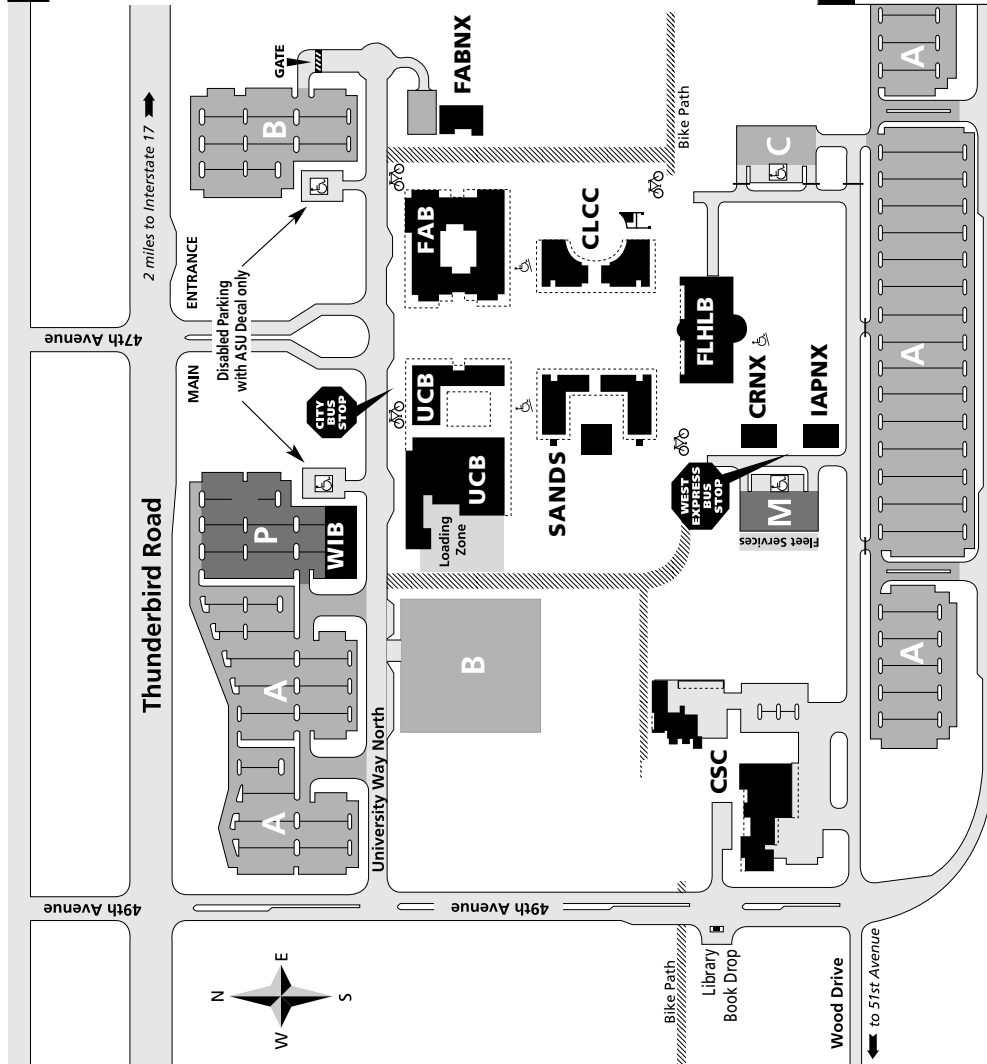 2 miles to Interstate 17
47th Avenue
ENTRANCE
MAIN
Disabled Parking
with ASU Decal only
GATE
B
FABNX
Bike Path
A
C
FAB
CLCC
FLHLB
CRNX
IAPNX
A
CITY
BUS
STOP
UCB
UCB
Loading
Zone
SANDS
WEST
EXPRESS
BUS
STOP
M
Fleet Services
P
WIB
Thunderbird Road
A
A
B
University Way North
CSC
A
49th Avenue
49th Avenue
N
E
S
W
Bike Path
Library
Book Drop
Wood Drive
to 51st Avenue